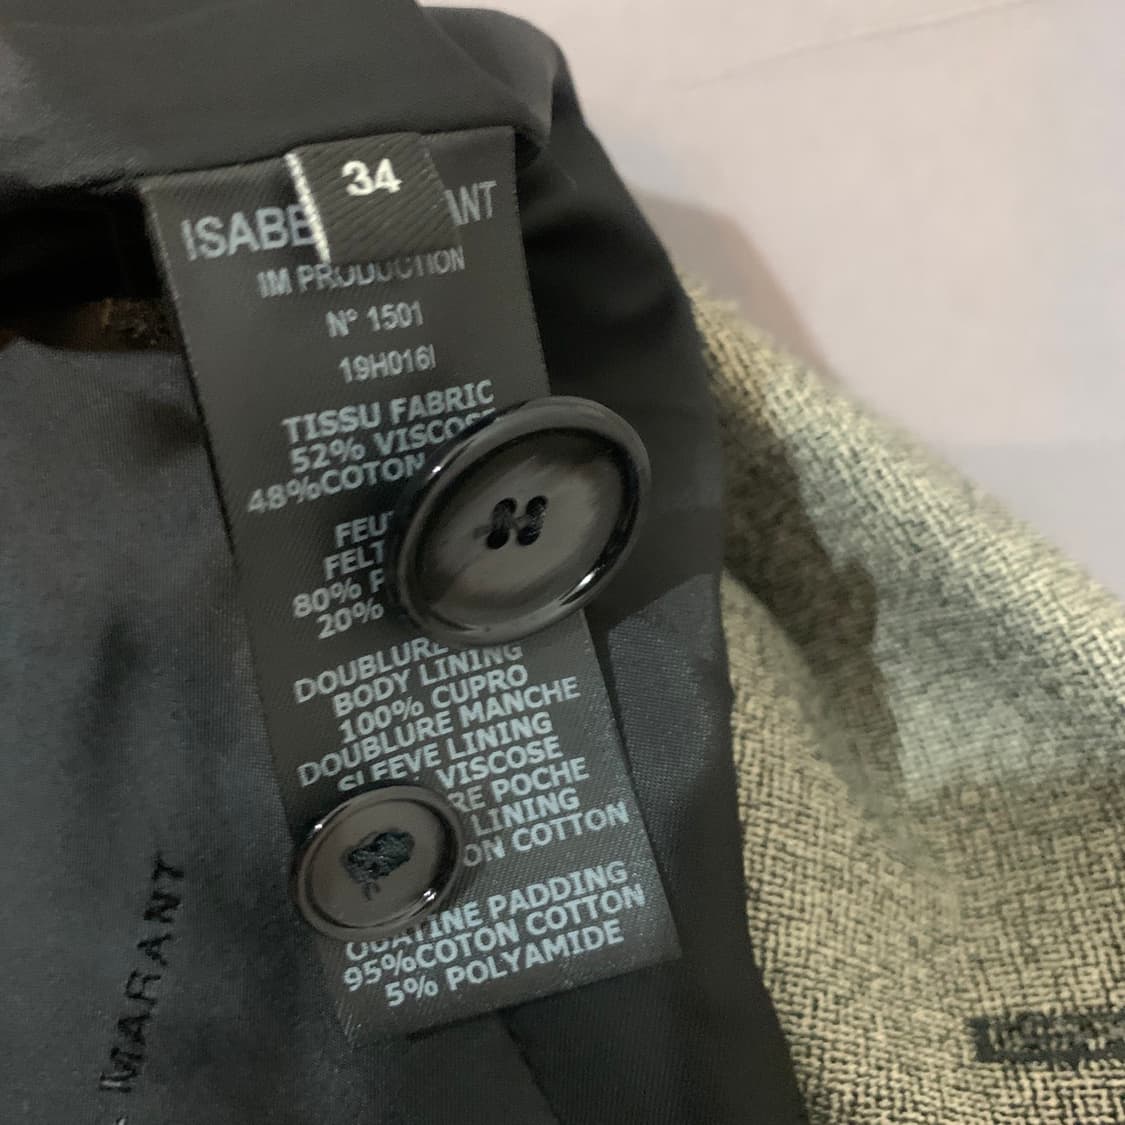 34
ISABE ANT
IM PRODUCTION
N° 1501
19H016I
TISSU FABRIC
52% VISCOSE
48%COTON
FEU
FELT
80% P
20%
DOUBLURE
BODY LINING
100% CUPRO
DOUBLURE MANCHE
SLEEVE LINING
VISCOSE
RE POCHE
LINING
ON COTTON
OUATINE PADDING
95%COTON COTTON
5% POLYAMIDE
MARANT